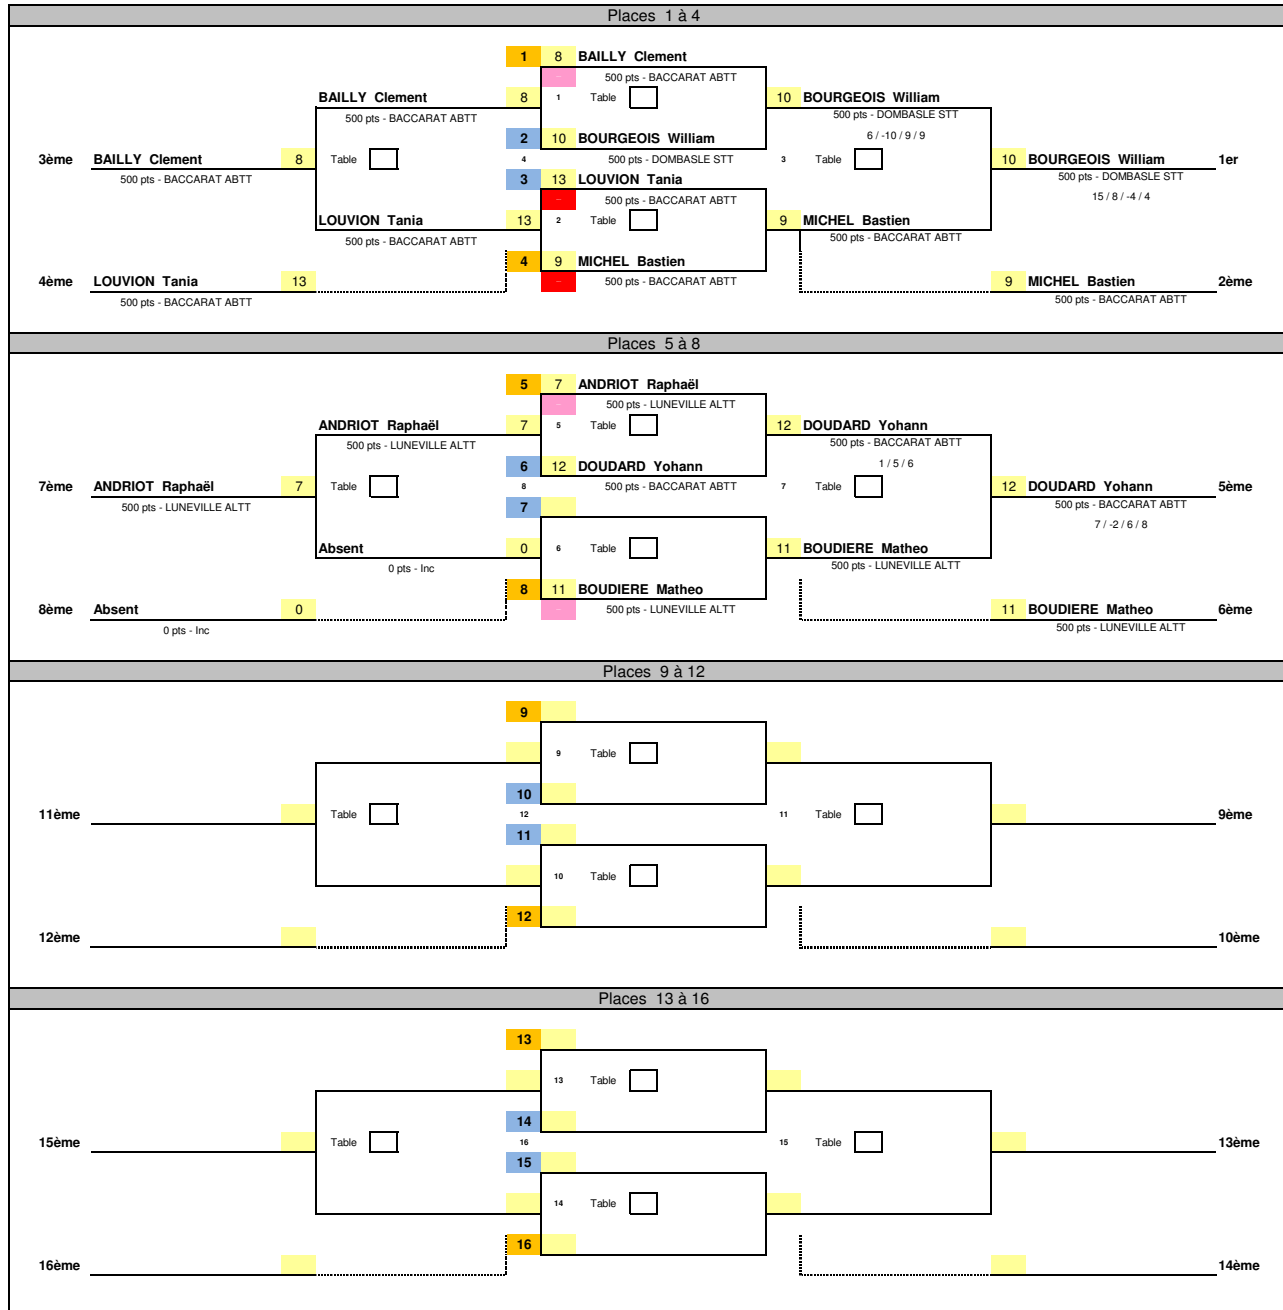 Places 1 à 4
1 8 BAILLY Clement
500 pts - BACCARAT ABTT
BAILLY Clement 8 1 Table 10 BOURGEOIS William
500 pts - BACCARAT ABTT 500 pts - DOMBASLE STT
2 10 BOURGEOIS William 6 / -10 / 9 / 9
3ème BAILLY Clement 8 Table 4 500 pts - DOMBASLE STT 3 Table 10 BOURGEOIS William 1er
500 pts - BACCARAT ABTT 3 13 LOUVION Tania 500 pts - DOMBASLE STT
500 pts - BACCARAT ABTT 15 / 8 / -4 / 4
LOUVION Tania 13 2 Table 9 MICHEL Bastien
500 pts - BACCARAT ABTT 500 pts - BACCARAT ABTT
4 9 MICHEL Bastien
4ème LOUVION Tania 13 500 pts - BACCARAT ABTT 9 MICHEL Bastien 2ème
500 pts - BACCARAT ABTT 500 pts - BACCARAT ABTT
Places 5 à 8
5 7 ANDRIOT Raphaël
500 pts - LUNEVILLE ALTT
ANDRIOT Raphaël 7 5 Table 12 DOUDARD Yohann
500 pts - LUNEVILLE ALTT 500 pts - BACCARAT ABTT
6 12 DOUDARD Yohann 1 / 5 / 6
7ème ANDRIOT Raphaël 7 Table 8 500 pts - BACCARAT ABTT 7 Table 12 DOUDARD Yohann 5ème
500 pts - LUNEVILLE ALTT 7 500 pts - BACCARAT ABTT
7 / -2 / 6 / 8
Absent 0 6 Table 11 BOUDIERE Matheo
0 pts - Inc 500 pts - LUNEVILLE ALTT
8 11 BOUDIERE Matheo
8ème Absent 0 500 pts - LUNEVILLE ALTT 11 BOUDIERE Matheo 6ème
0 pts - Inc 500 pts - LUNEVILLE ALTT
Places 9 à 12
9
9 Table
10
11ème Table 12 11 Table 9ème
11
10 Table
12
12ème 10ème
Places 13 à 16
13
13 Table
14
15ème Table 16 15 Table 13ème
15
14 Table
16
16ème 14ème